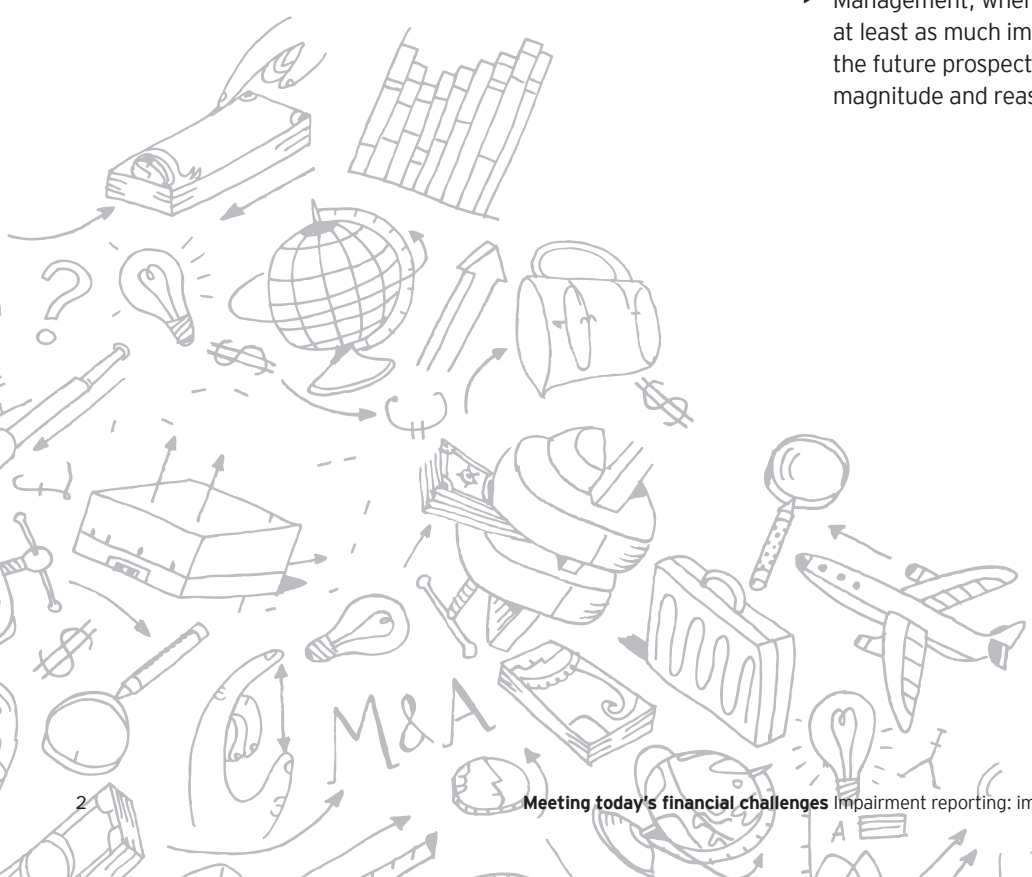 Management, wher
at least as much im
the future prospect
magnitude and reas
M&A
2
Meeting today's financial challenges Impairment reporting: im
A